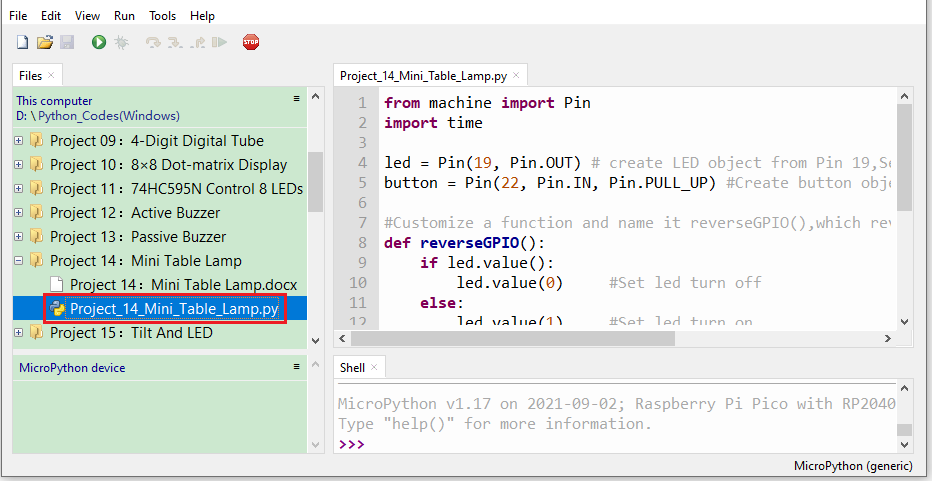 File Edit View Run Tools Help
STOP
Files ×
This computer
D: \ Python_Codes(Windows)
Project 09：4-Digit Digital Tube
Project 10：8×8 Dot-matrix Display
Project 11：74HC595N Control 8 LEDs
Project 12：Active Buzzer
Project 13：Passive Buzzer
Project 14：Mini Table Lamp
Project 14：Mini Table Lamp.docx
Project_14_Mini_Table_Lamp.py
Project 15：Tilt And LED
MicroPython device
Project_14_Mini_Table_Lamp.py ×
1 from machine import Pin
2 import time
3
4 led = Pin(19, Pin.OUT) # create LED object from Pin 19,Se
5 button = Pin(22, Pin.IN, Pin.PULL_UP) #Create button obje
6
7 #Customize a function and name it reverseGPIO(),which rev
8 def reverseGPIO():
9 if led.value():
10 led.value(0) #Set led turn off
11 else:
12 led.value(1) #Set led turn on
Shell ×
MicroPython v1.17 on 2021-09-02; Raspberry Pi Pico with RP2040
Type "help()" for more information.
>>>
MicroPython (generic)